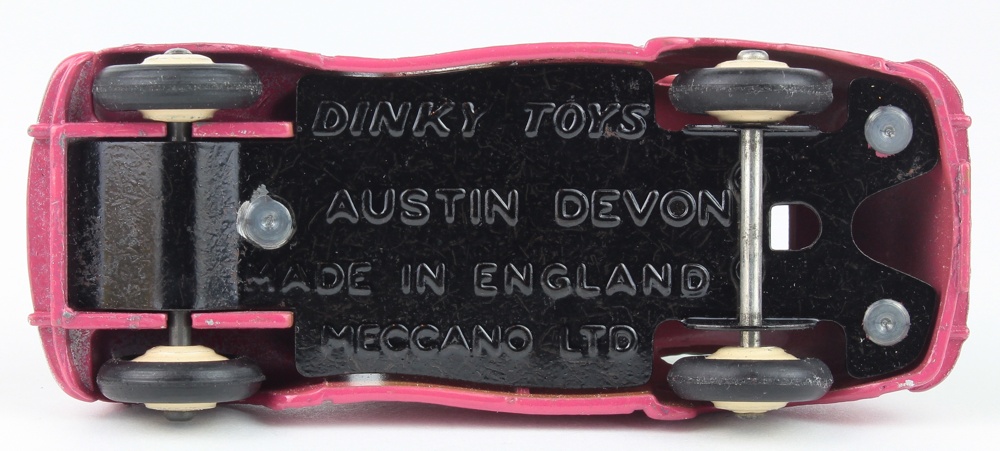 DINKY TOYS
AUSTIN DEVON
MADE IN ENGLAND
MECCANO LTD